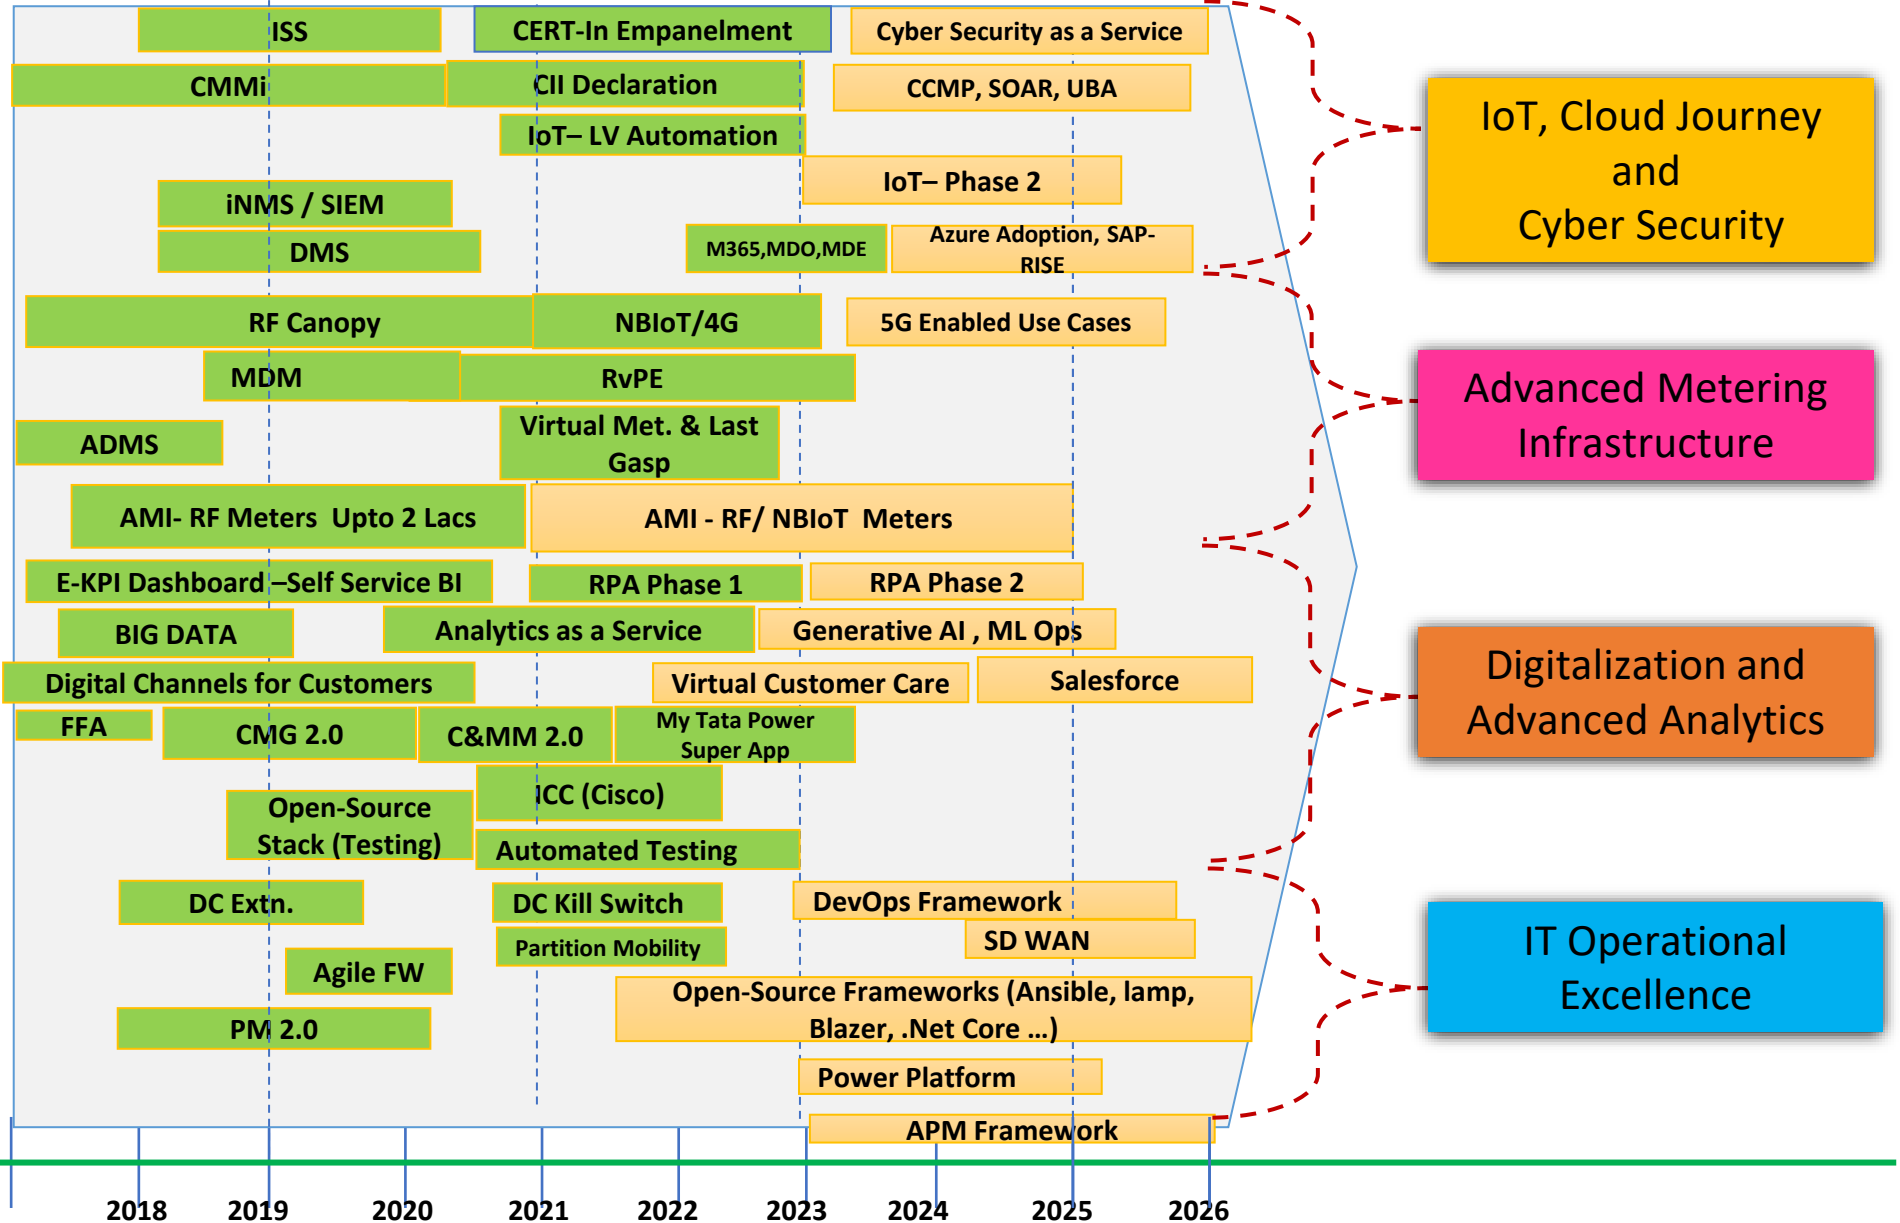 ISS
CERT-In Empanelment
Cyber Security as a Service
CMMi
CII Declaration
CCMP, SOAR, UBA
IoT– LV Automation
IoT– Phase 2
iNMS / SIEM
DMS
M365,MDO,MDE
Azure Adoption, SAP-
RISE
IoT, Cloud Journey
and
Cyber Security
RF Canopy
NBIoT/4G
5G Enabled Use Cases
MDM
RvPE
ADMS
Virtual Met. & Last
Gasp
AMI- RF Meters Upto 2 Lacs
AMI - RF/ NBIoT Meters
Advanced Metering
Infrastructure
E-KPI Dashboard –Self Service BI
RPA Phase 1
RPA Phase 2
BIG DATA
Analytics as a Service
Generative AI , ML Ops
Digital Channels for Customers
Virtual Customer Care
Salesforce
FFA
CMG 2.0
C&MM 2.0
My Tata Power
Super App
Digitalization and
Advanced Analytics
ICC (Cisco)
Open-Source
Stack (Testing)
Automated Testing
DC Extn.
DC Kill Switch
DevOps Framework
Partition Mobility
SD WAN
Agile FW
Open-Source Frameworks (Ansible, lamp,
Blazer, .Net Core ...)
PM 2.0
Power Platform
APM Framework
IT Operational
Excellence
2018 2019 2020 2021 2022 2023 2024 2025 2026